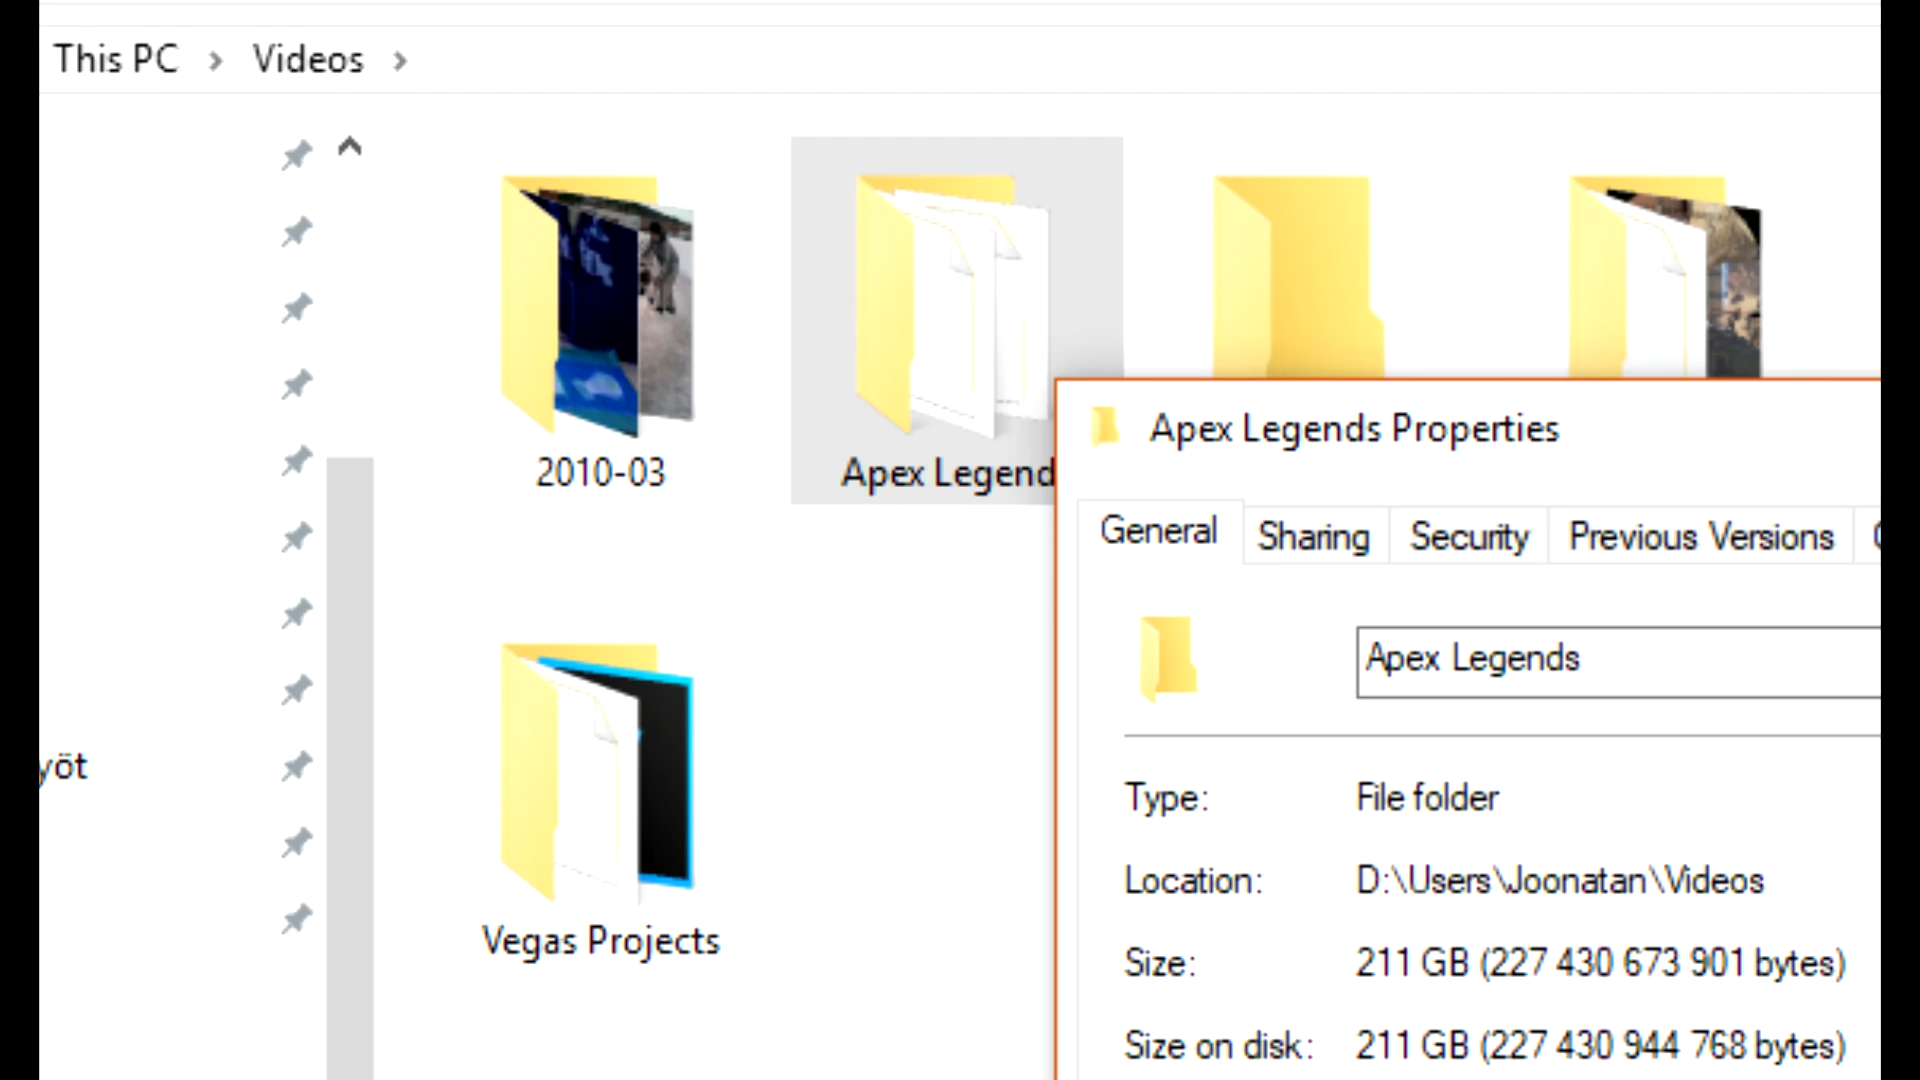 This PC > Videos >
2010-03
Apex Legend
Vegas Projects
yöt
Apex Legends Properties
General Sharing Security Previous Versions
Apex Legends
Type: File folder
Location: D:\Users\Joonatan\Videos
Size: 211 GB (227 430 673 901 bytes)
Size on disk: 211 GB (227 430 944 768 bytes)